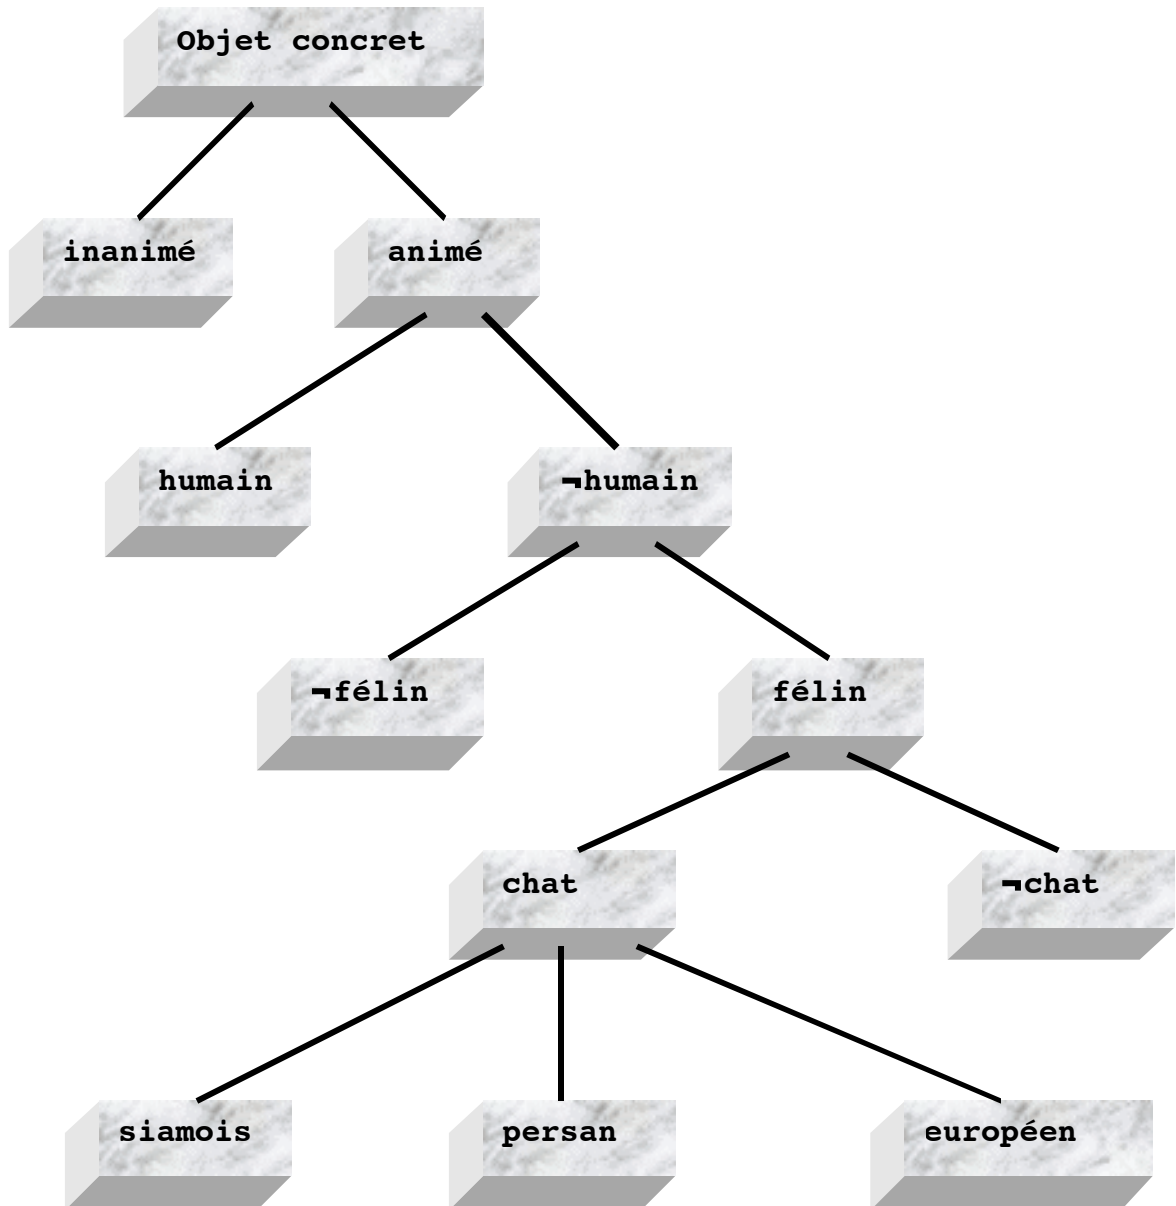 Objet concret
inanimé
animé
humain
¬humain
¬félin
félin
chat
¬chat
siamois
persan
européen